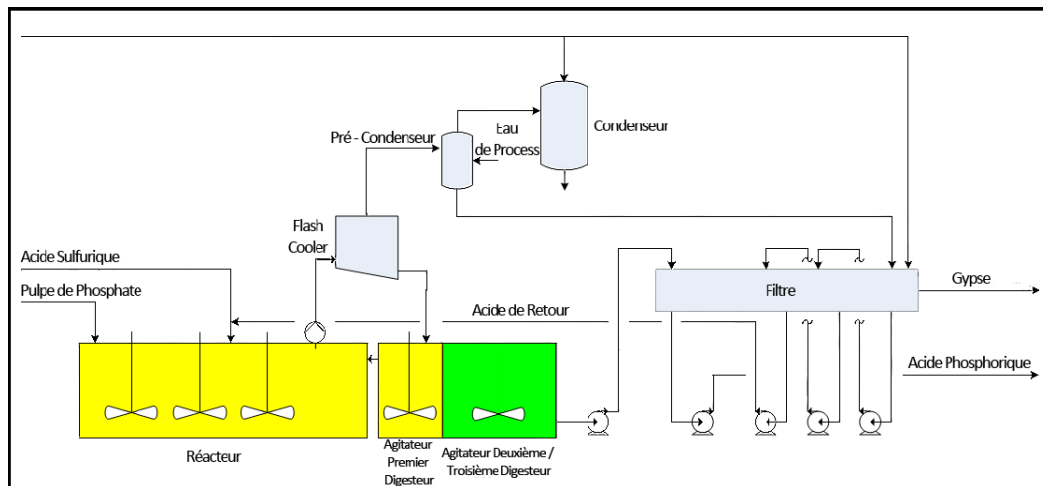 Pré - Condenseur
Eau
de Process
Condenseur
Flash
Cooler
Acide Sulfurique
Pulpe de Phosphate
Acide de Retour
Filtre
Gypse
Acide Phosphorique
Réacteur
Agitateur
Premier
Digesteur
Agitateur Deuxième /
Troisième Digesteur